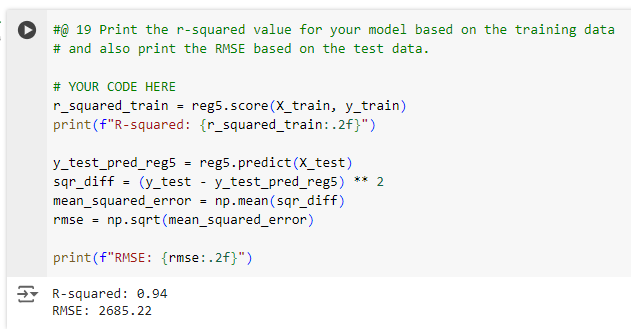 #@ 19 Print the r-squared value for your model based on the training data
# and also print the RMSE based on the test data.
# YOUR CODE HERE
r_squared_train = reg5.score(X_train, y_train)
print(f"R-squared: {r_squared_train:.2f}")
y_test_pred_reg5 = reg5.predict(X_test)
sqr_diff = (y_test - y_test_pred_reg5) ** 2
mean_squared_error = np.mean(sqr_diff)
rmse = np.sqrt(mean_squared_error)
print(f"RMSE: {rmse:.2f}")
R-squared: 0.94
RMSE: 2685.22